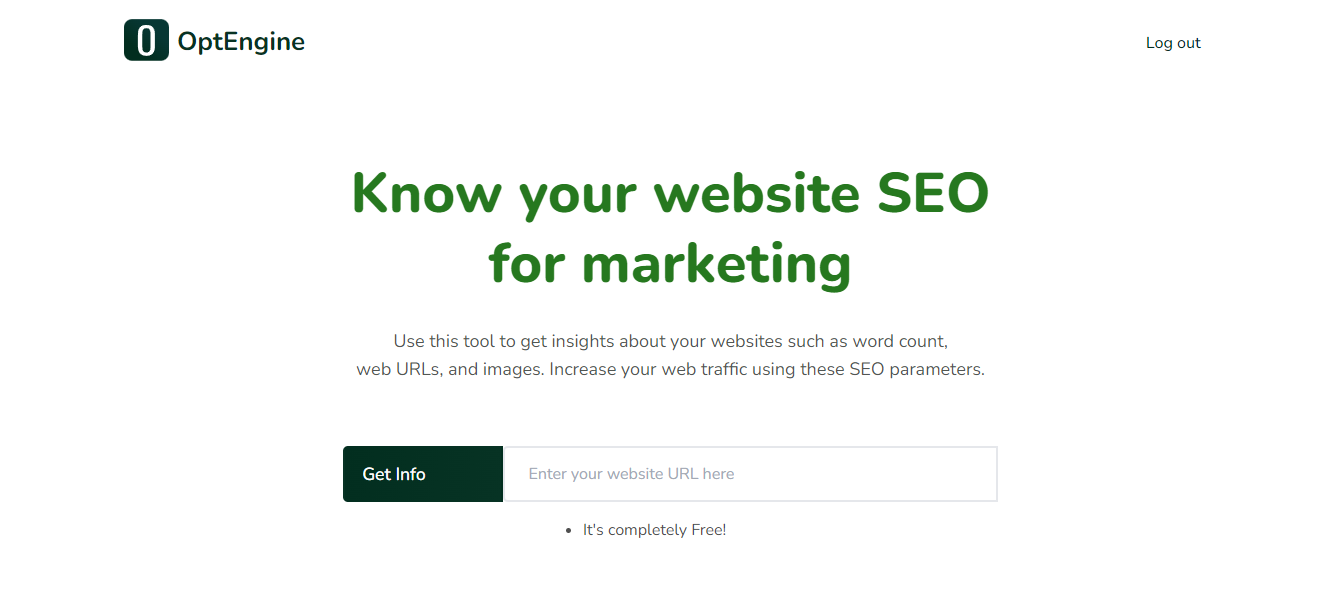 0 OptEngine
Log out
Know your website SEO
for marketing
Use this tool to get insights about your websites such as word count,
web URLs, and images. Increase your web traffic using these SEO parameters.
Get Info
Enter your website URL here
• It's completely Free!